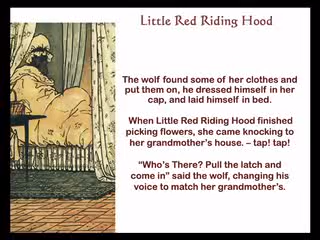 Little Red Riding Hood
The wolf found some of her clothes and
put them on, he dressed himself in her
cap, and laid himself in bed.
When Little Red Riding Hood finished
picking flowers, she came knocking to
her grandmother's house. – tap! tap!
"Who's There? Pull the latch and
come in" said the wolf, changing his
voice to match her grandmother's.